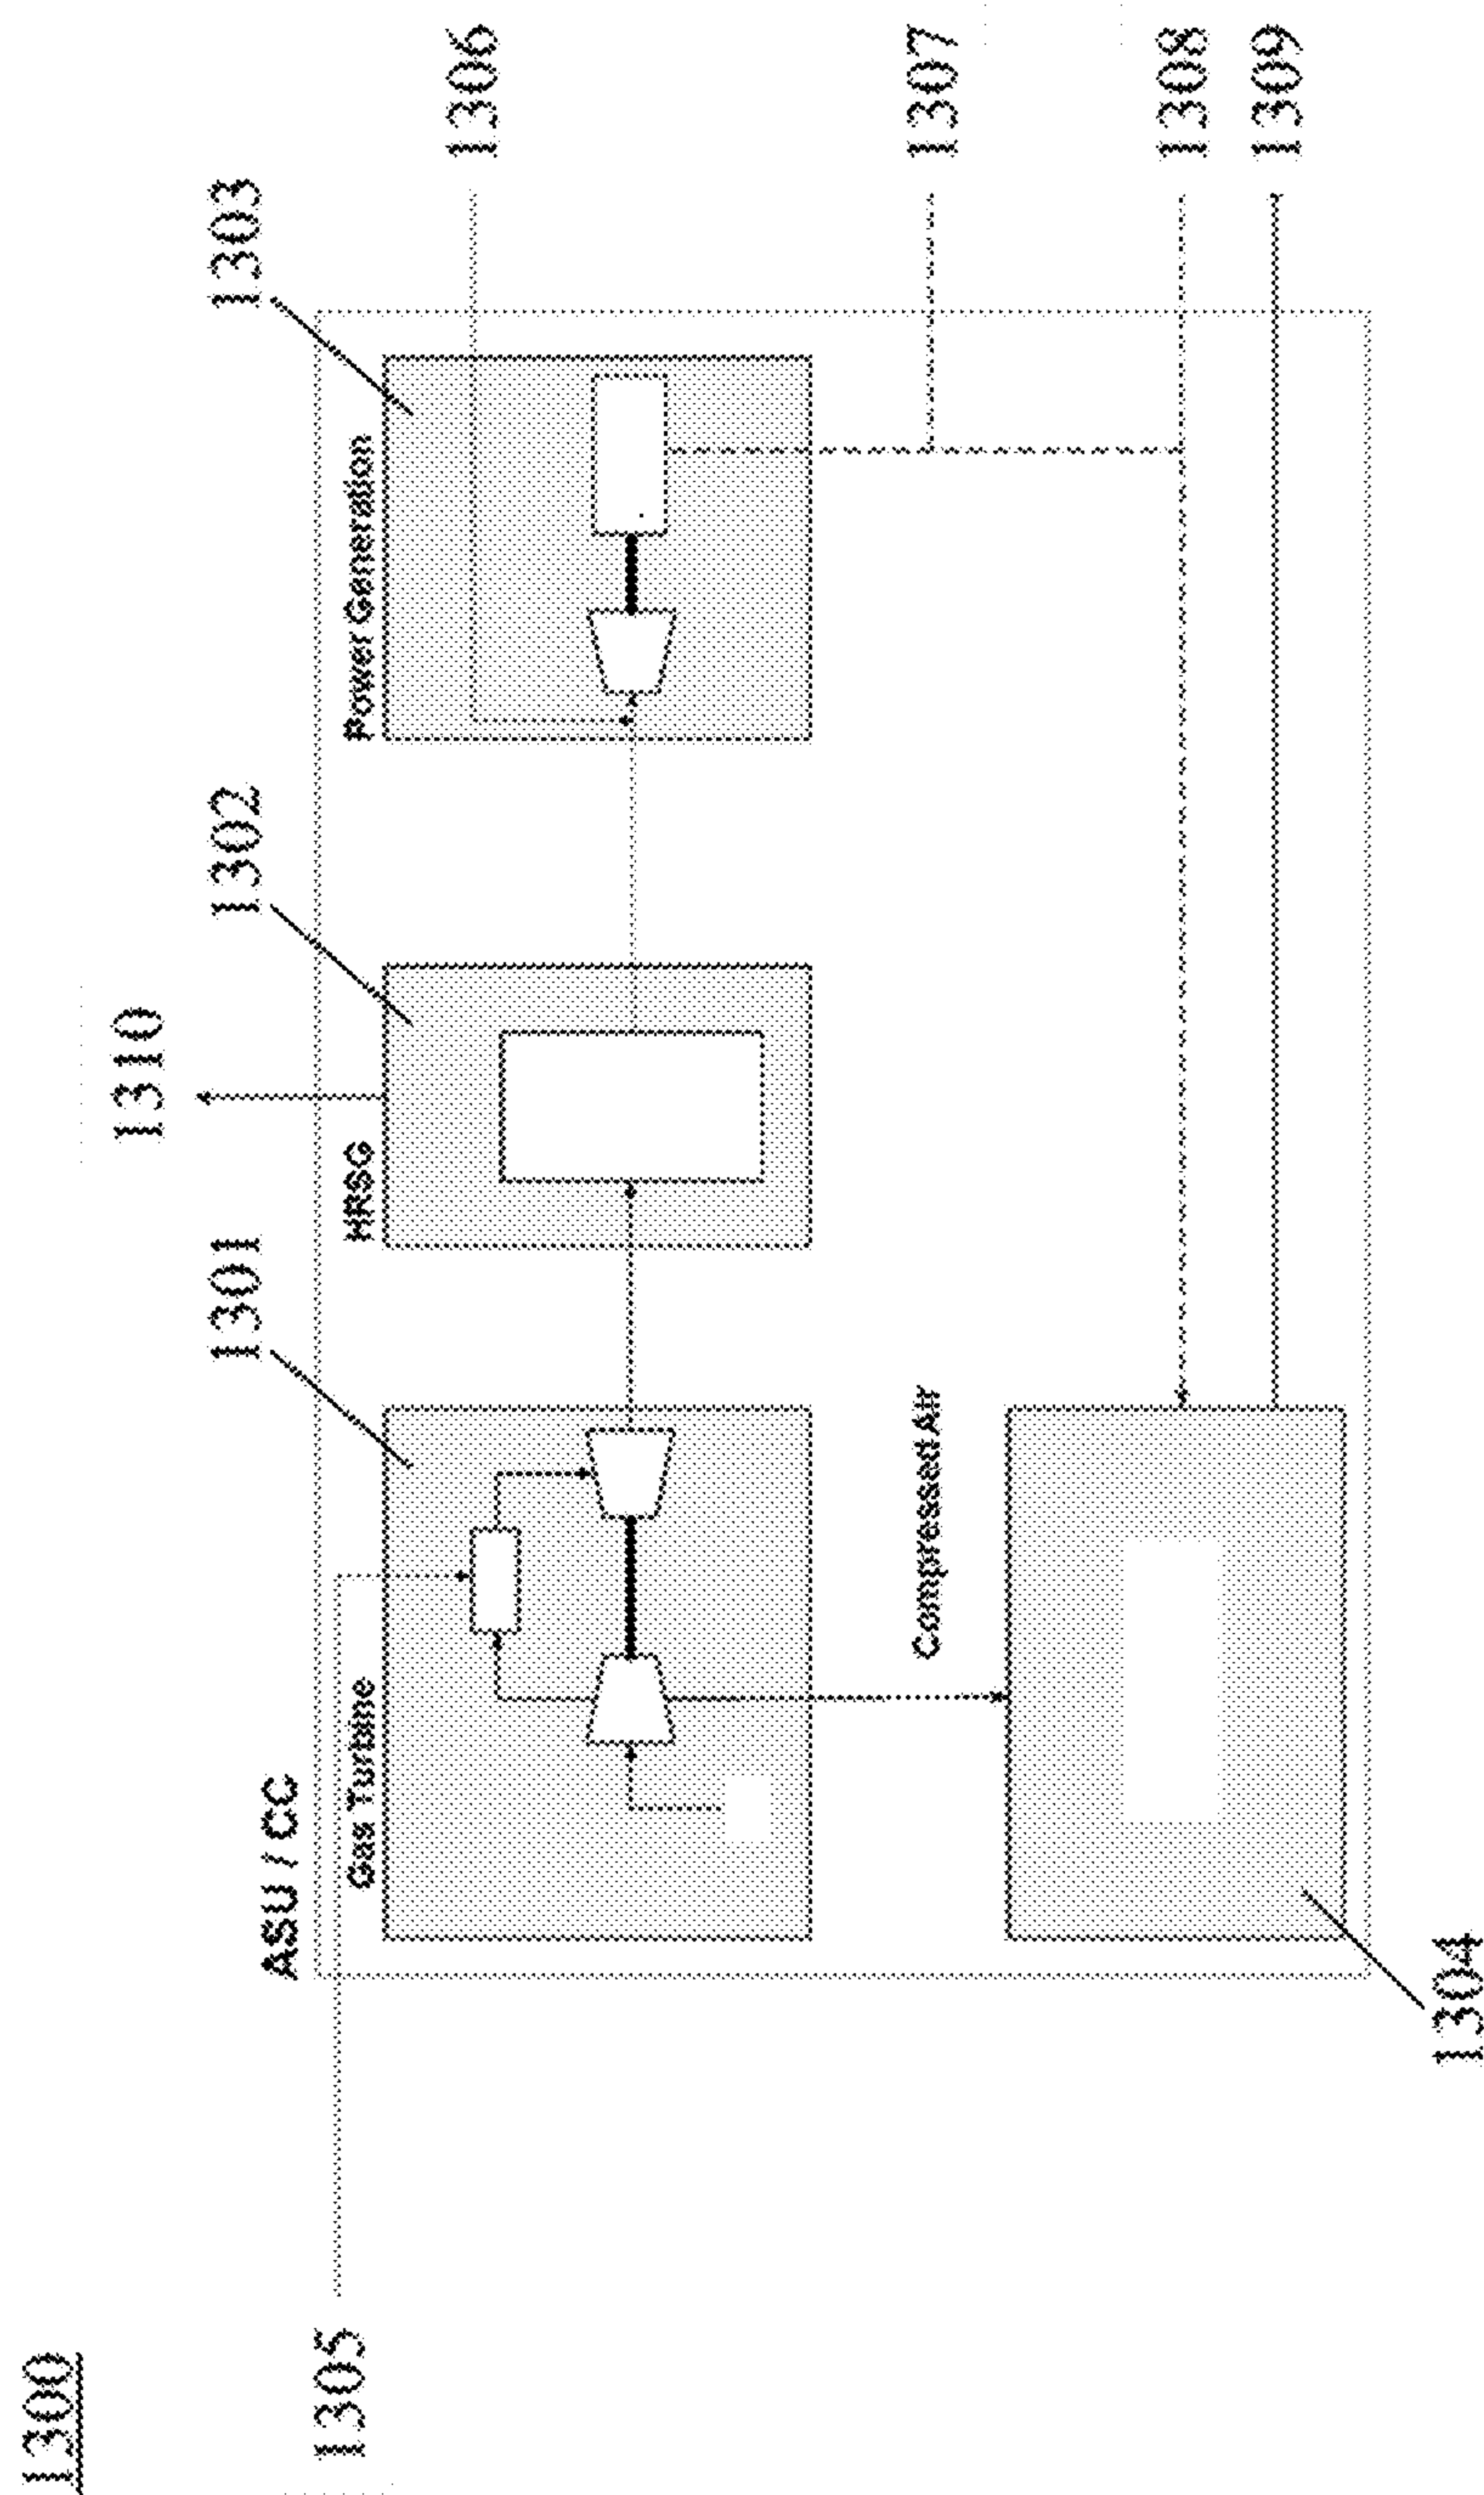 1300
1310
1301
1302
1303
ASU / CC
1305
Gas Turbine
HRSG
Power Generation
1306
Compressed Air
1307
1308
1309
1304